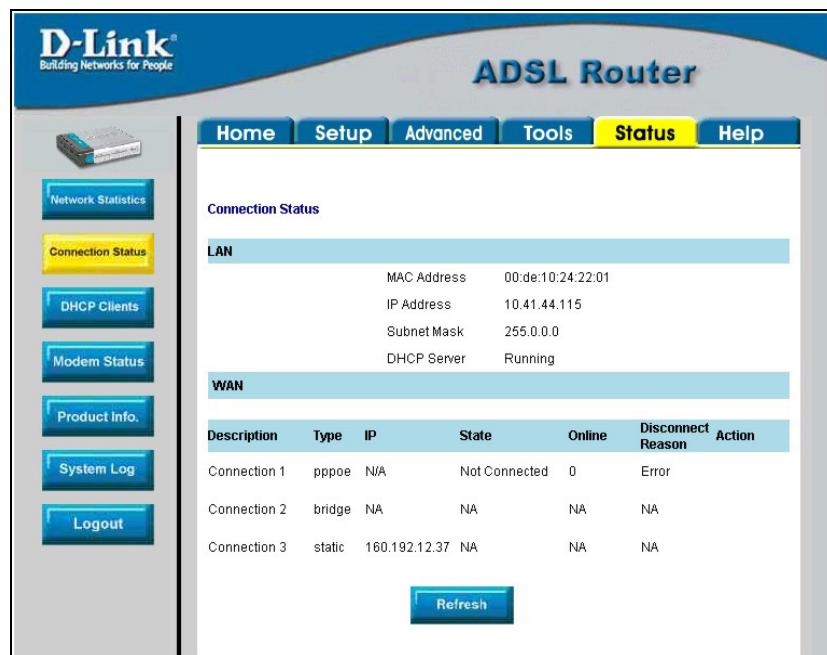 D-Link®
Building Networks for People
ADSL Router
Home Setup Advanced Tools Status Help
Network Statistics
Connection Status
DHCP Clients
Modem Status
Product Info.
System Log
Logout
Connection Status
LAN
MAC Address 00:de:10:24:22:01
IP Address 10.41.44.115
Subnet Mask 255.0.0.0
DHCP Server Running
WAN
Description Type IP State Online Disconnect Reason Action
Connection 1 pppoe N/A Not Connected 0 Error
Connection 2 bridge NA NA NA NA
Connection 3 static 160.192.12.37 NA NA NA
Refresh